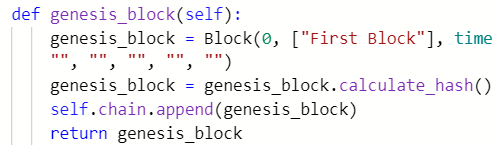 def genesis_block(self):
genesis_block = Block(0, ["First Block"], time
"", "", "", "", "")
genesis_block = genesis_block.calculate_hash()
self.chain.append(genesis_block)
return genesis_block